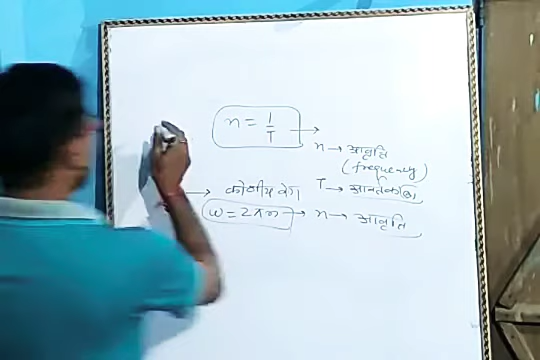 n = 1/T →
n → आवृत्ति
(frequency)
T → आवर्तकाल
→ कोणीय वेग
ω = 2πn → n → आवृत्ति